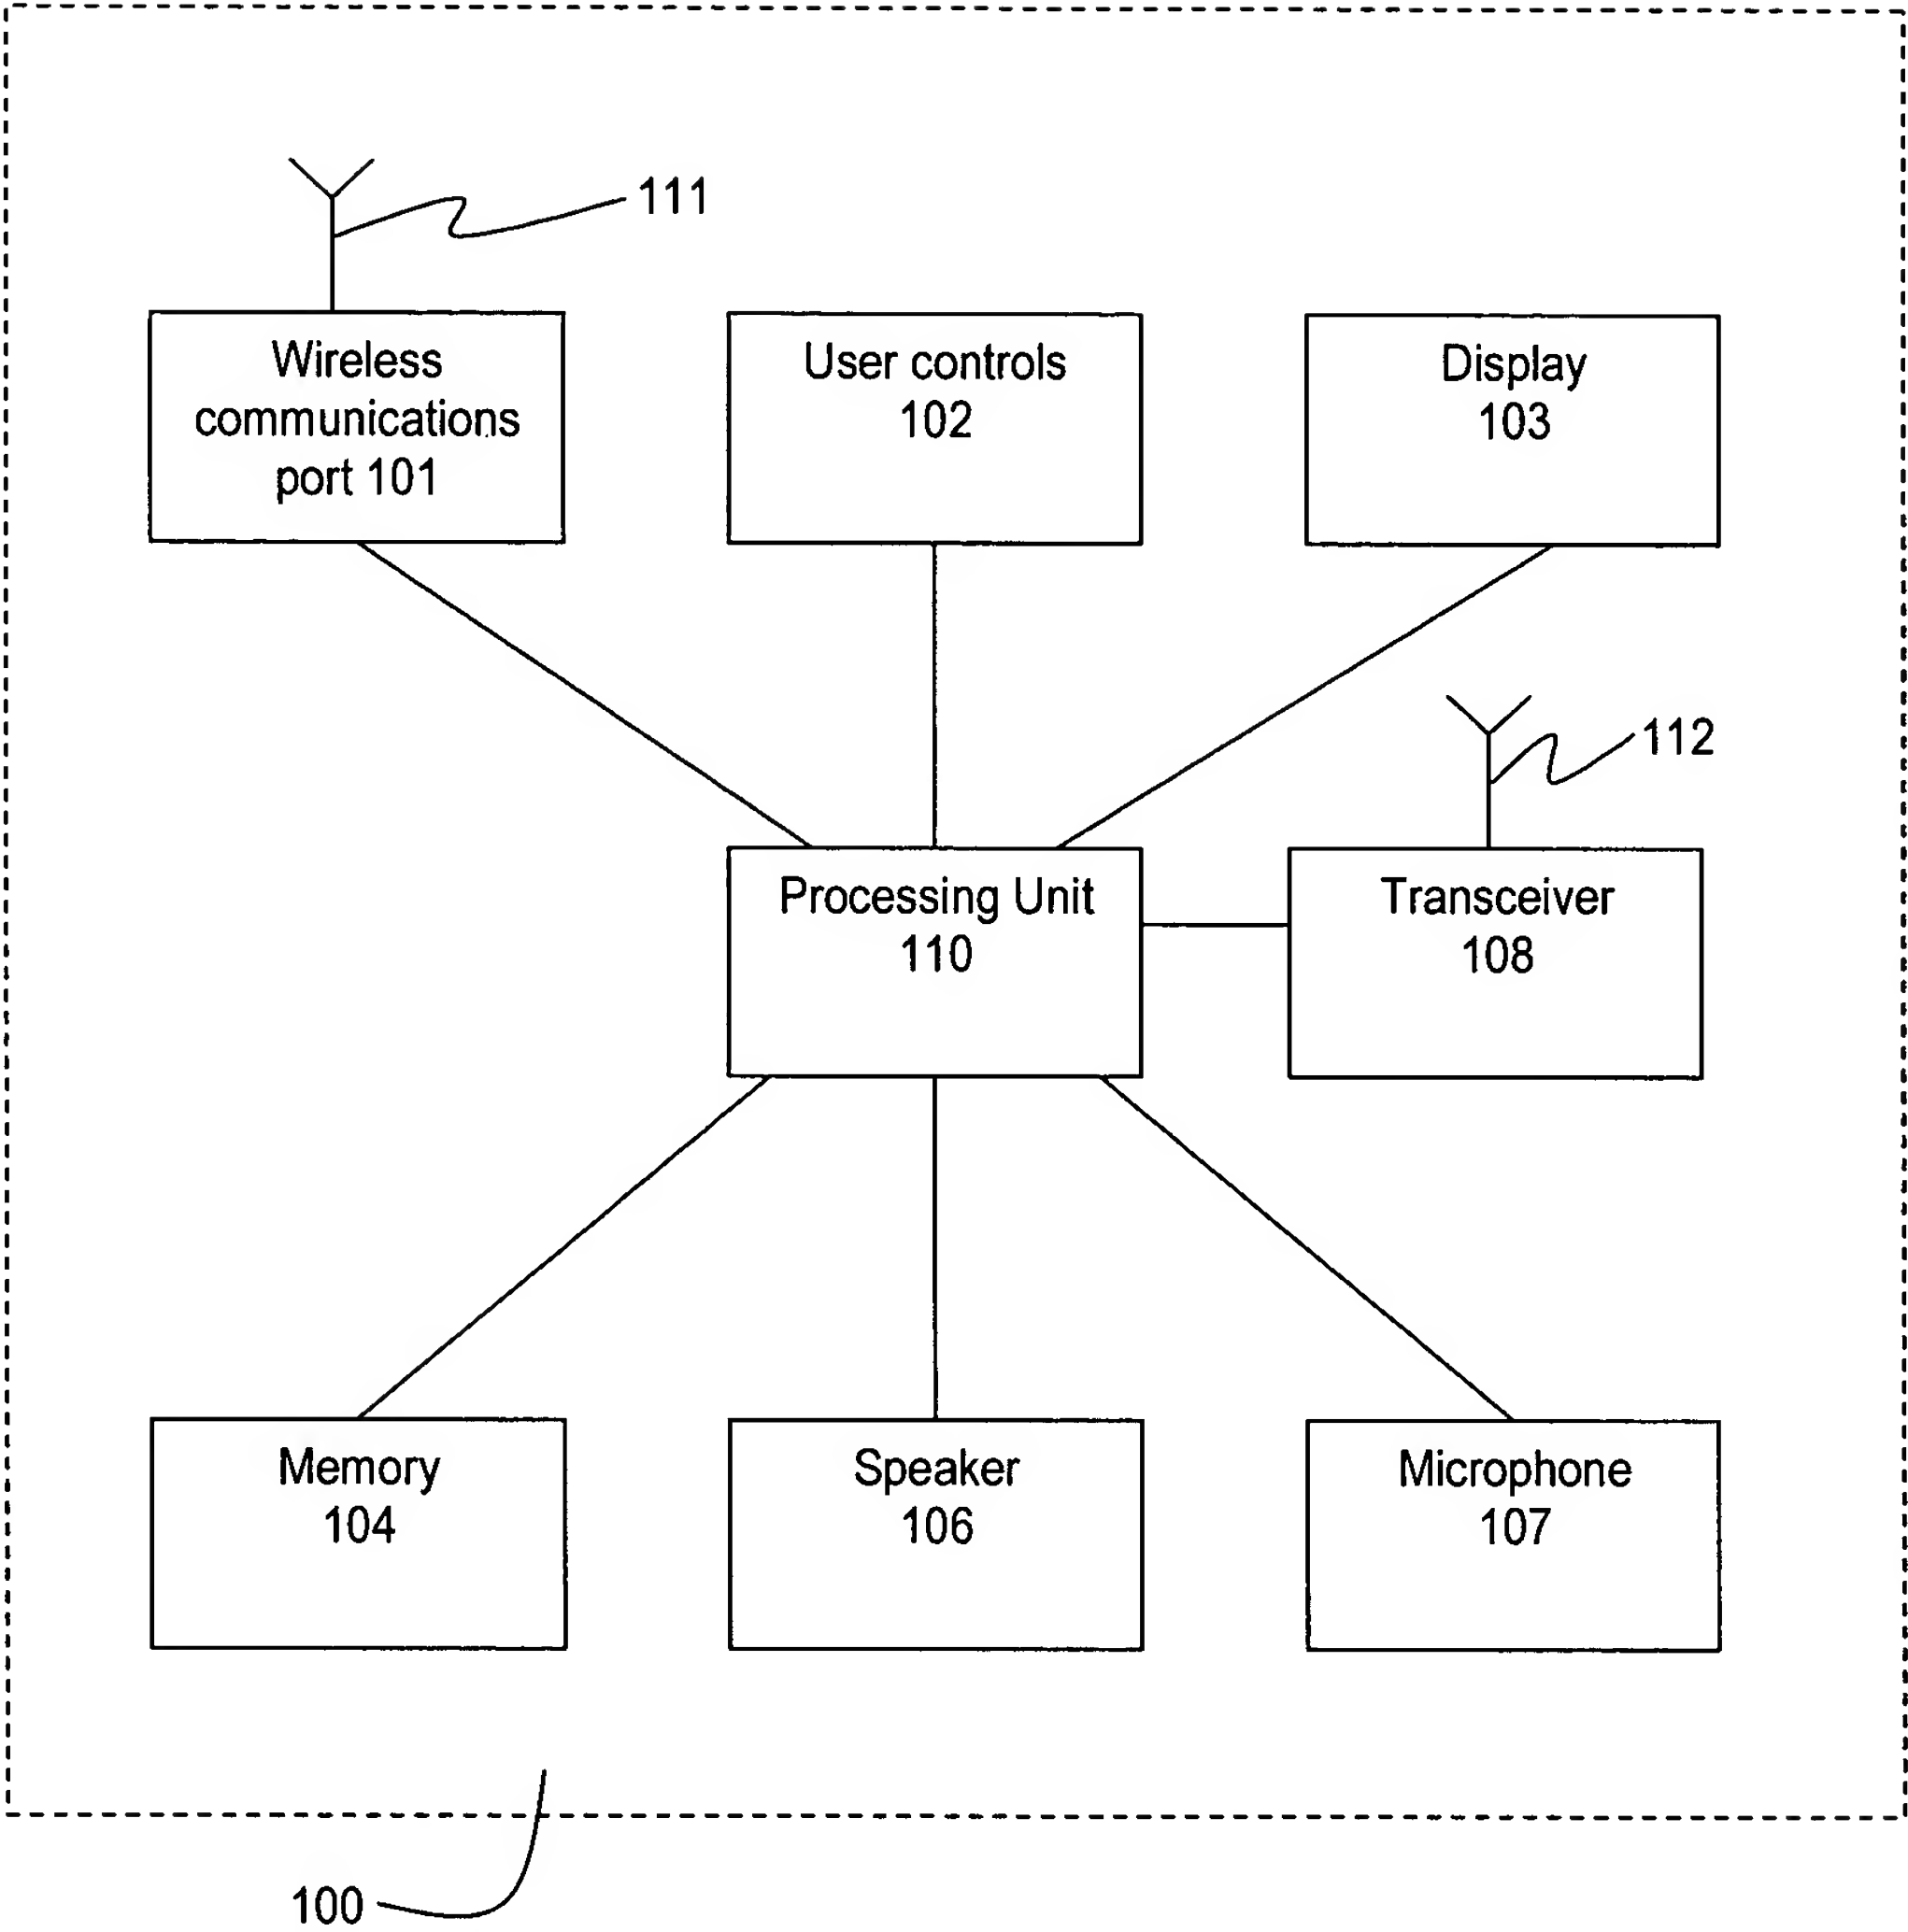 111
Wireless
communications
port 101
User controls
102
Display
103
112
Processing Unit
110
Transceiver
108
Memory
104
Speaker
106
Microphone
107
100